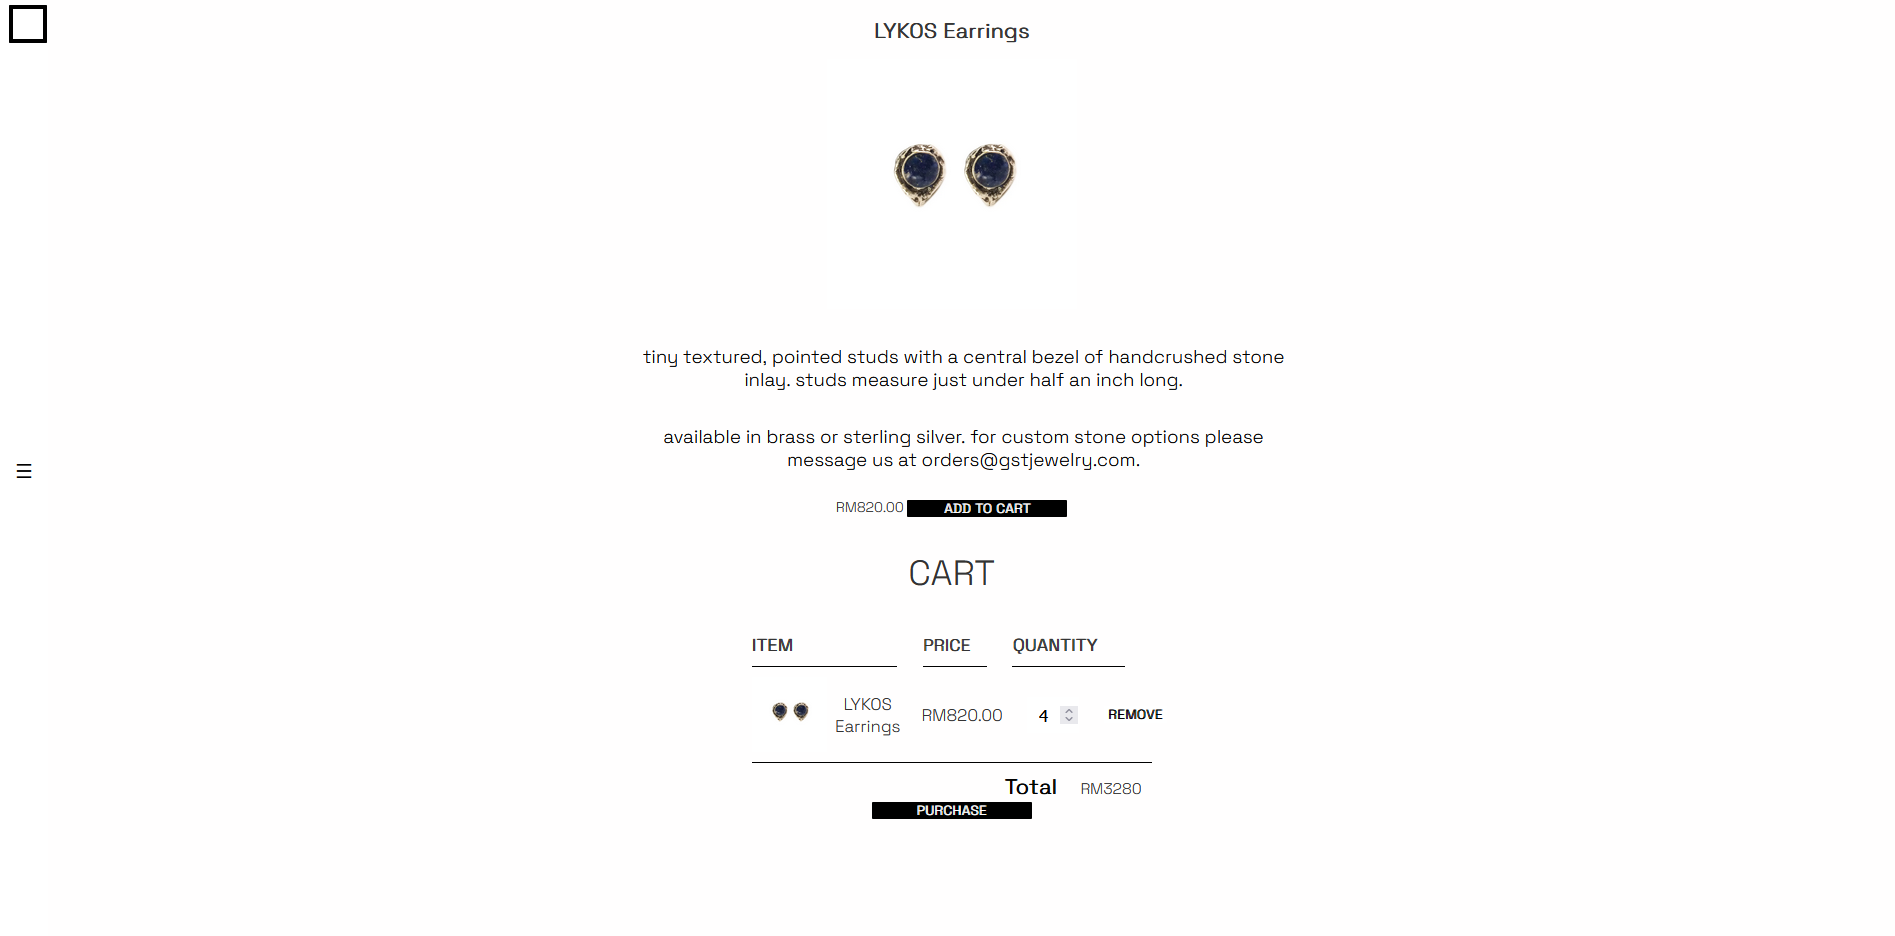 LYKOS Earrings
tiny textured, pointed studs with a central bezel of handcrushed stone
inlay. studs measure just under half an inch long.
available in brass or sterling silver. for custom stone options please
message us at orders@gstjewelry.com.
RM820.00 ADD TO CART
CART
ITEM PRICE QUANTITY
LYKOS
Earrings RM820.00 4 REMOVE
Total RM3280
PURCHASE